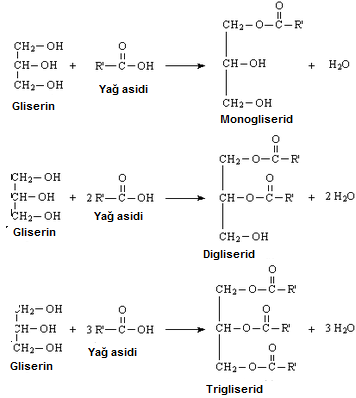 O
CH₂–O–C–R'
CH₂–OH O
CH–OH + R'–C–OH → CH–OH + H₂O
CH₂–OH
Gliserin Yağ asidi
CH₂–OH
Monogliserid
O
CH₂–O–C–R'
CH₂–OH O O
CH–OH + 2 R'–C–OH → CH–O–C–R' + 2 H₂O
CH₂–OH
Gliserin Yağ asidi
CH₂–OH
Digliserid
O
CH₂–O–C–R'
CH₂–OH O O
CH–OH + 3 R'–C–OH → CH–O–C–R' + 3 H₂O
CH₂–OH O
Gliserin Yağ asidi
CH₂–O–C–R'
Trigliserid